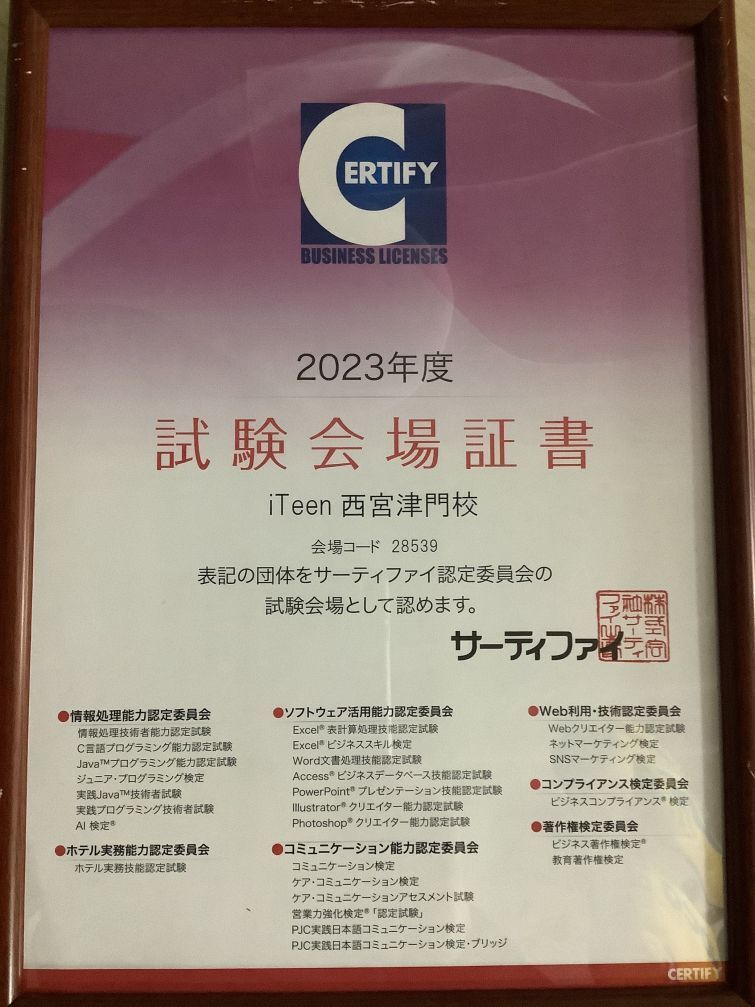 CERTIFY
BUSINESS LICENSES
2023年度
試験会場証書
iTeen 西宮津門校
会場コード 28539
表記の団体をサーティファイ認定委員会の
試験会場として認めます。
サーティファイ
株式会
社サーティ
ファイ之書
●情報処理能力認定委員会
情報処理技術者能力認定試験
C言語プログラミング能力認定試験
Java™プログラミング能力認定試験
ジュニア・プログラミング検定
実践Java™技術者試験
実践プログラミング技術者試験
AI 検定®
●ホテル実務能力認定委員会
ホテル実務技能認定試験
●ソフトウェア活用能力認定委員会
Excel®表計算処理技能認定試験
Excel®ビジネススキル検定
Word文書処理技能認定試験
Access®ビジネスデータベース技能認定試験
PowerPoint®プレゼンテーション技能認定試験
Illustrator®クリエイター能力認定試験
Photoshop®クリエイター能力認定試験
●コミュニケーション能力認定委員会
コミュニケーション検定
ケア・コミュニケーション検定
ケア・コミュニケーションアセスメント試験
営業力強化検定®「認定試験」
PJC実践日本語コミュニケーション検定
PJC実践日本語コミュニケーション検定・ブリッジ
●Web利用・技術認定委員会
Webクリエイター能力認定試験
ネットマーケティング検定
SNSマーケティング検定
●コンプライアンス検定委員会
ビジネスコンプライアンス®検定
●著作権検定委員会
ビジネス著作権検定®
教育著作権検定
CERTIFY